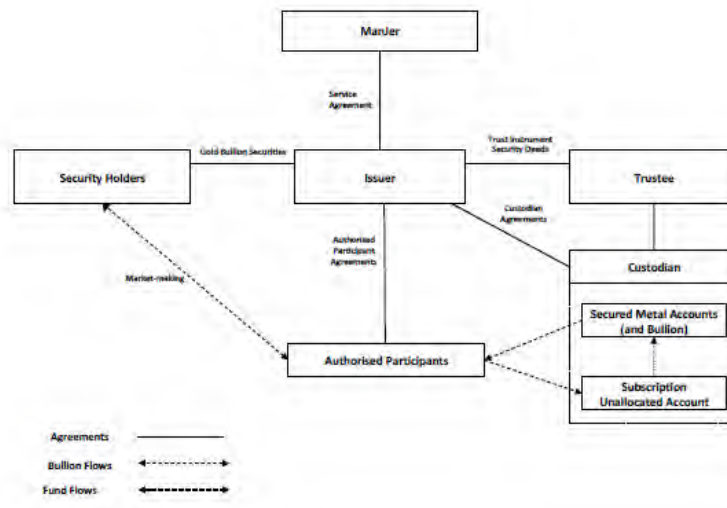 ManJer
Service
Agreement
Trust Instrument
Security Deeds
Gold Bullion Securities
Security Holders
Issuer
Trustee
Custodian
Agreements
Authorised
Participant
Agreements
Custodian
Market-making
Secured Metal Accounts
(and Bullion)
Authorised Participants
Subscription
Unallocated Account
Agreements
Bullion Flows
Fund Flows